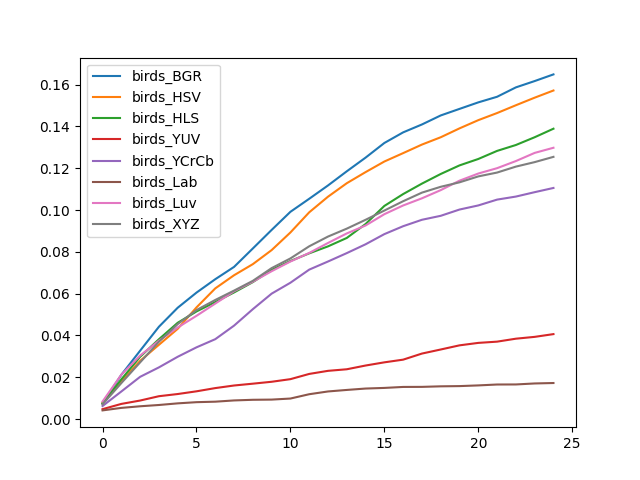 birds_BGR
birds_HSV
birds_HLS
birds_YUV
birds_YCrCb
birds_Lab
birds_Luv
birds_XYZ
0.16
0.14
0.12
0.10
0.08
0.06
0.04
0.02
0.00
0 5 10 15 20 25